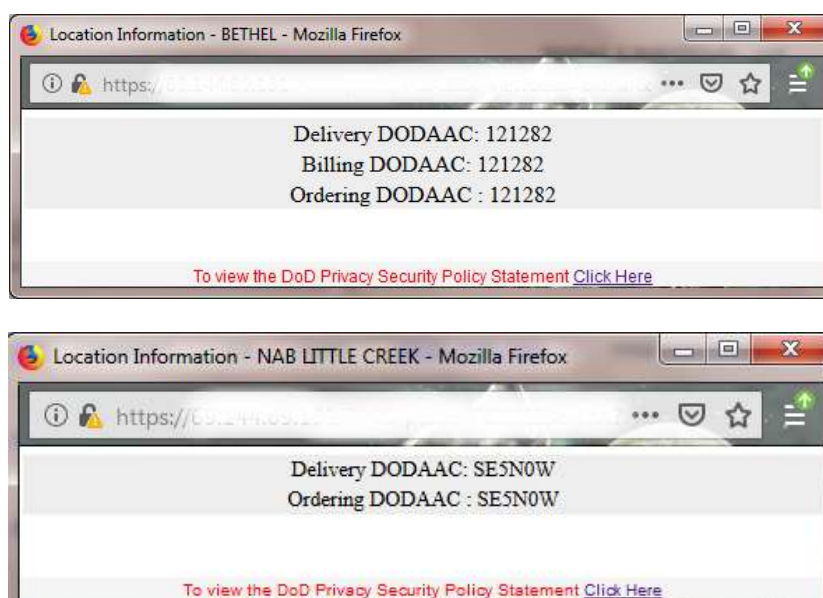 Location Information - BETHEL - Mozilla Firefox
https:/
Delivery DODAAC: 121282
Billing DODAAC: 121282
Ordering DODAAC : 121282
To view the DoD Privacy Security Policy Statement Click Here
Location Information - NAB LITTLE CREEK - Mozilla Firefox
https://
Delivery DODAAC: SE5N0W
Ordering DODAAC : SE5N0W
To view the DoD Privacy Security Policy Statement Click Here